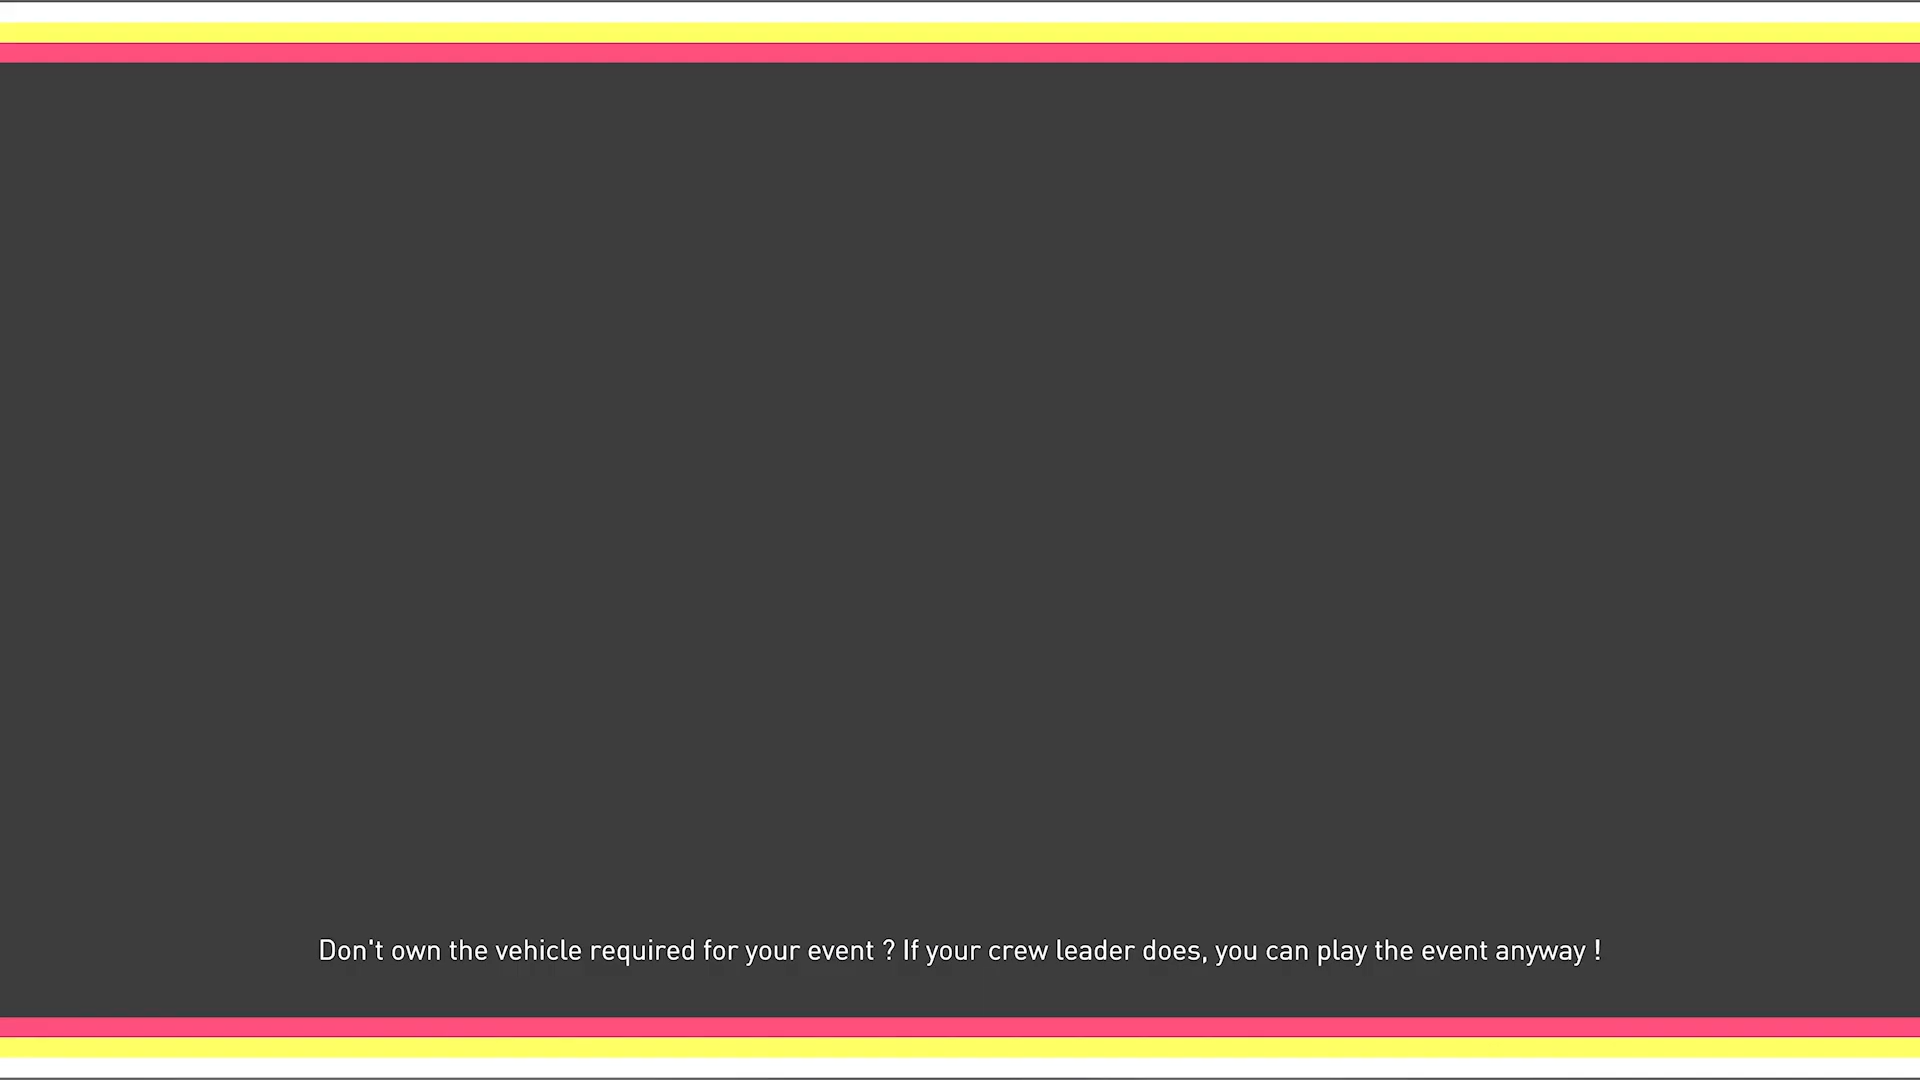 Don't own the vehicle required for your event ? If your crew leader does, you can play the event anyway !